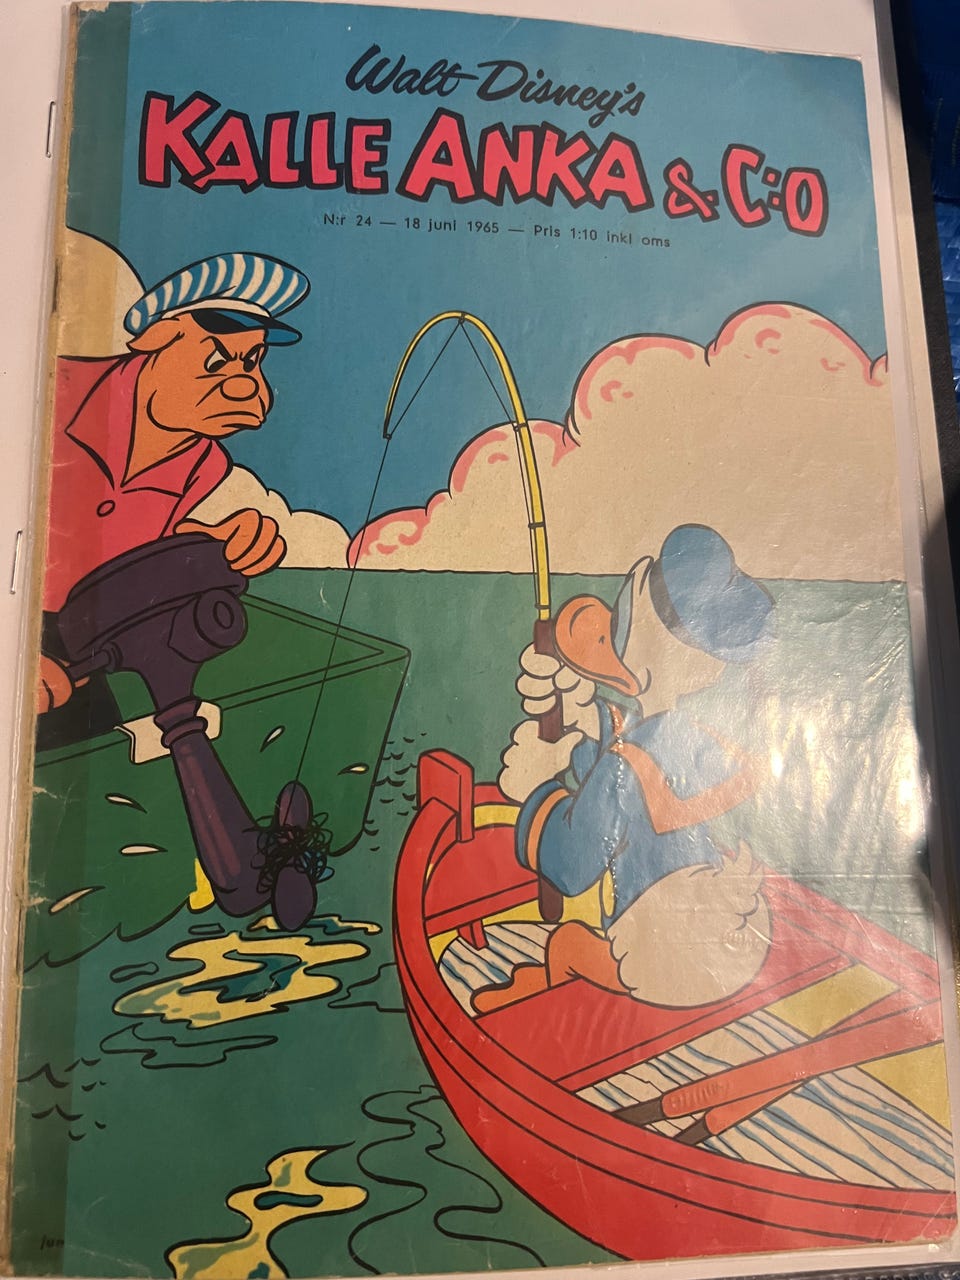 Walt Disney's
KALLE ANKA & C:O
N:r 24 — 18 juni 1965 — Pris 1:10 inkl oms